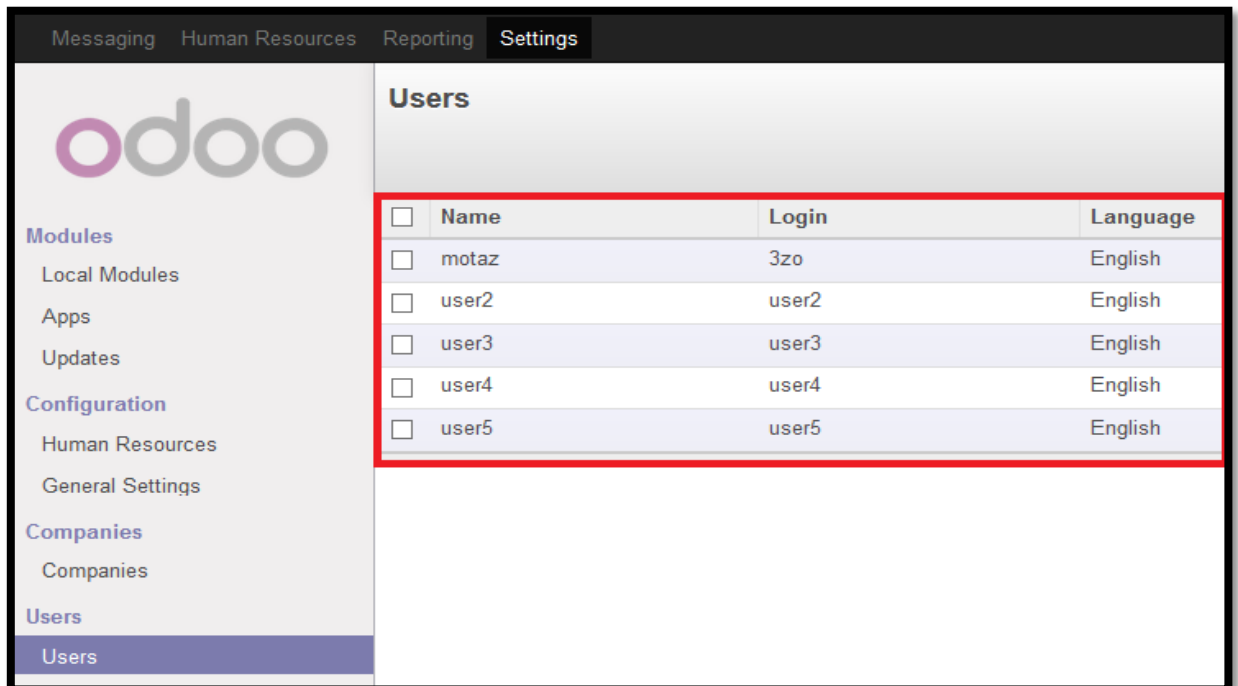 Messaging Human Resources Reporting Settings
odoo
Modules
Local Modules
Apps
Updates
Configuration
Human Resources
General Settings
Companies
Companies
Users
Users
Users
Name Login Language
motaz 3zo English
user2 user2 English
user3 user3 English
user4 user4 English
user5 user5 English